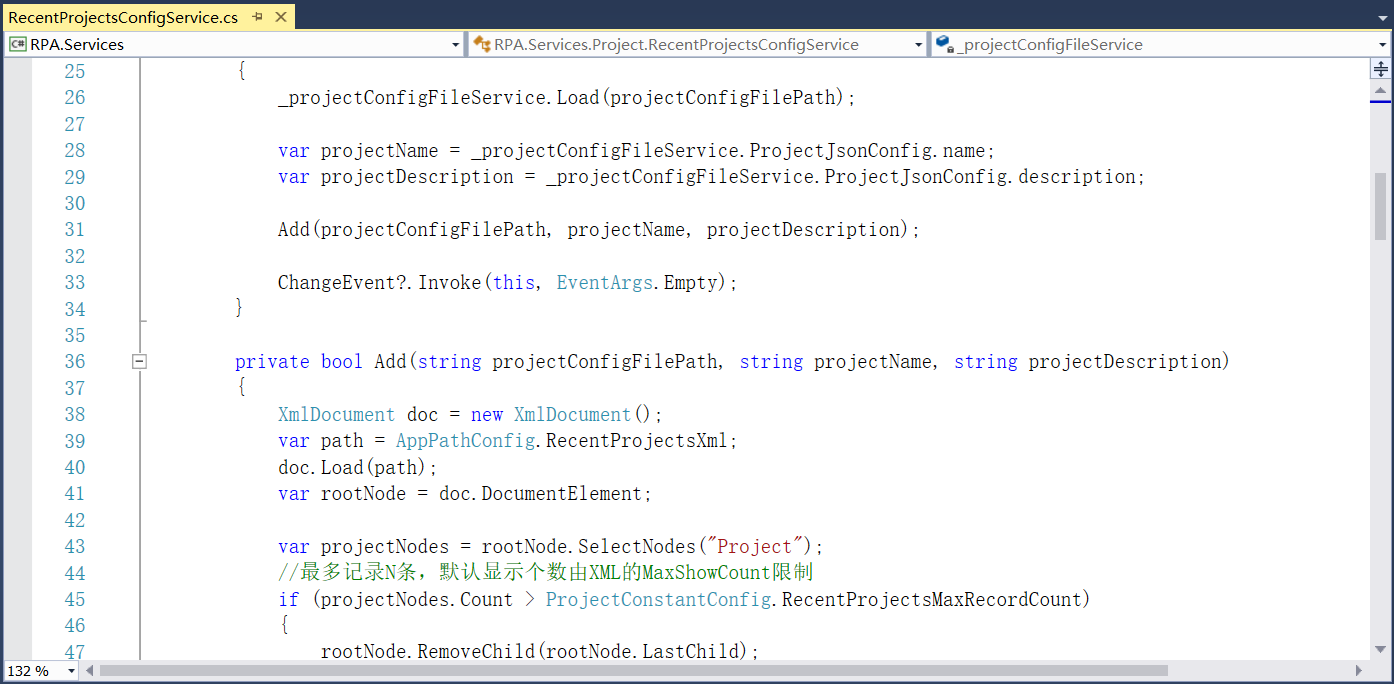 RecentProjectsConfigService.cs
RPA.Services RPA.Services.Project.RecentProjectsConfigService _projectConfigFileService
25 {
26 _projectConfigFileService.Load(projectConfigFilePath);
27
28 var projectName = _projectConfigFileService.ProjectJsonConfig.name;
29 var projectDescription = _projectConfigFileService.ProjectJsonConfig.description;
30
31 Add(projectConfigFilePath, projectName, projectDescription);
32
33 ChangeEvent?.Invoke(this, EventArgs.Empty);
34 }
35
36 private bool Add(string projectConfigFilePath, string projectName, string projectDescription)
37 {
38 XmlDocument doc = new XmlDocument();
39 var path = AppPathConfig.RecentProjectsXml;
40 doc.Load(path);
41 var rootNode = doc.DocumentElement;
42
43 var projectNodes = rootNode.SelectNodes("Project");
44 //最多记录N条，默认显示个数由XML的MaxShowCount限制
45 if (projectNodes.Count > ProjectConstantConfig.RecentProjectsMaxRecordCount)
46 {
47 rootNode.RemoveChild(rootNode.LastChild);
132 %